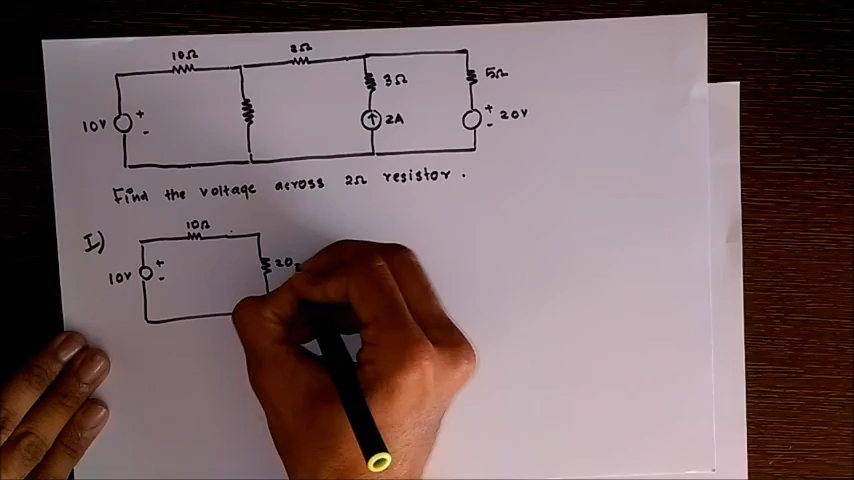 10Ω 2Ω
3Ω 5Ω
10V + - 2A + - 20V
Find the voltage across 2Ω resistor.
I) 10Ω
10V + - 20